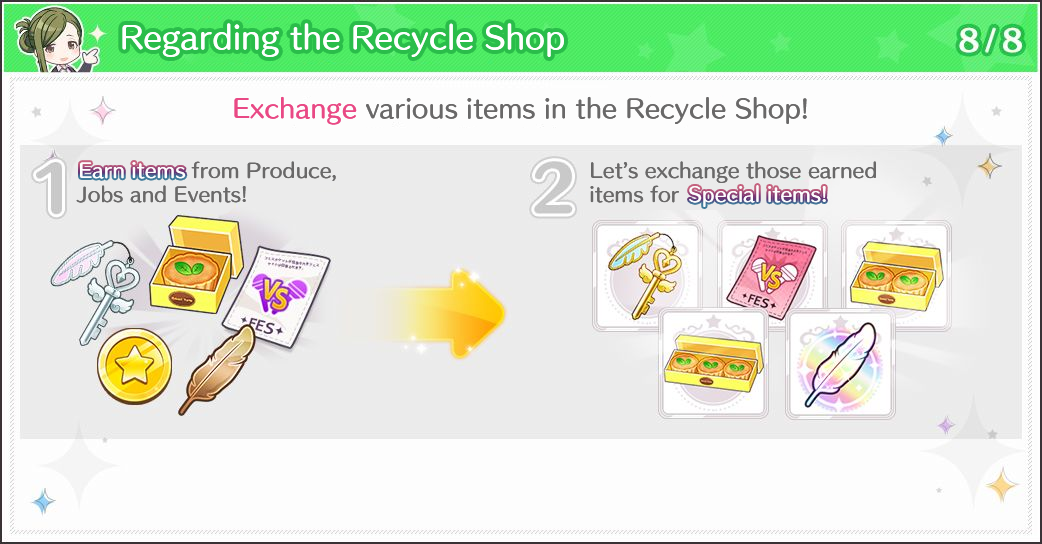 Regarding the Recycle Shop
8/8
Exchange various items in the Recycle Shop!
1
Earn items from Produce,
Jobs and Events!
VS
FES
2
Let's exchange those earned
items for Special items!
VS
FES